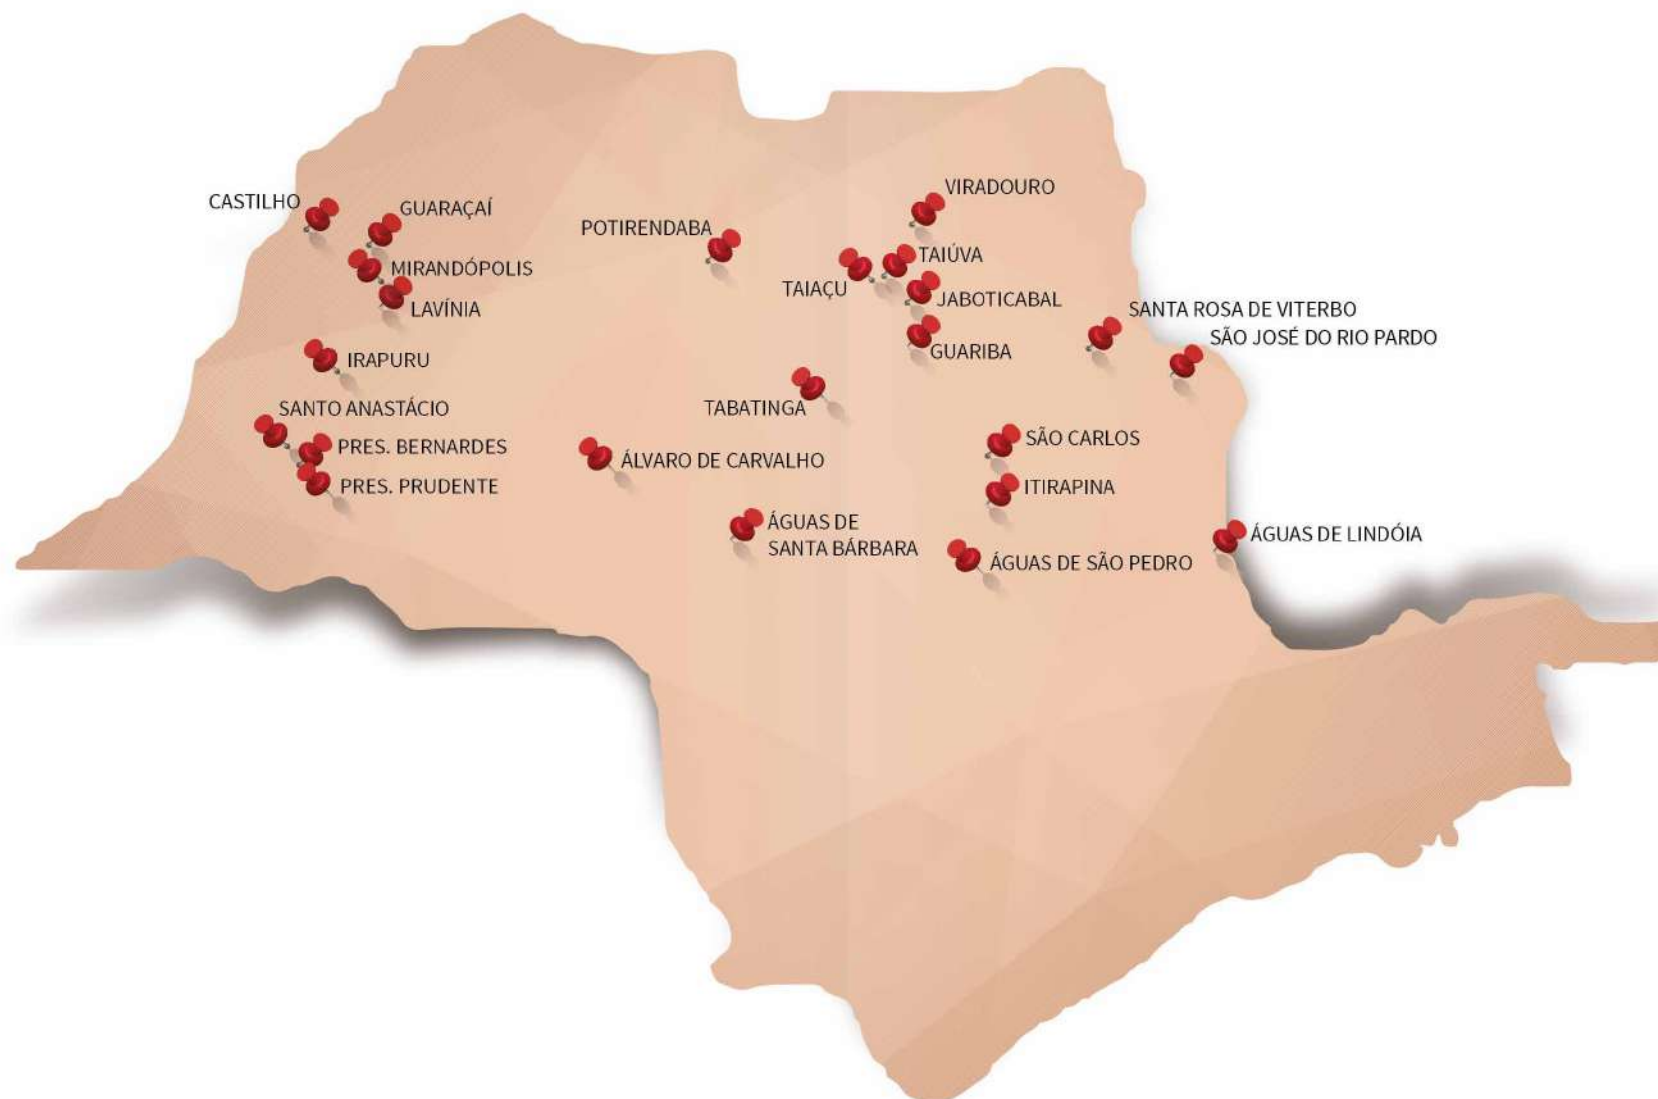 VIRADOURO
CASTILHO
GUARAÇAÍ
POTIRENDABA
TAIÚVA
MIRANDÓPOLIS
TAIAÇU
JABOTICABAL
LAVÍNIA
SANTA ROSA DE VITERBO
SÃO JOSÉ DO RIO PARDO
GUARIBA
IRAPURU
TABATINGA
SANTO ANASTÁCIO
SÃO CARLOS
PRES. BERNARDES
ÁLVARO DE CARVALHO
PRES. PRUDENTE
ITIRAPINA
ÁGUAS DE
SANTA BÁRBARA
ÁGUAS DE LINDÓIA
ÁGUAS DE SÃO PEDRO